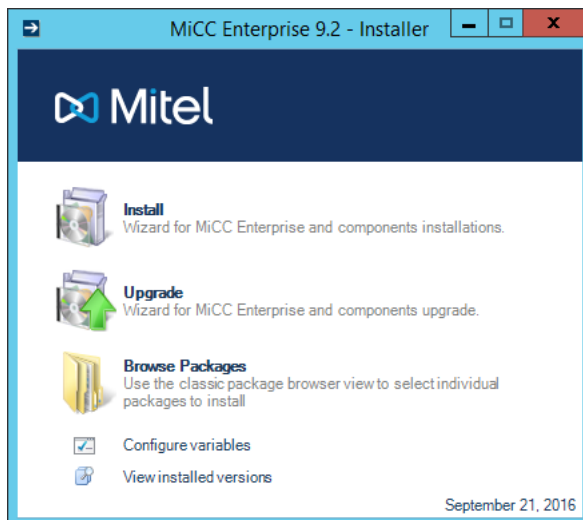 MiCC Enterprise 9.2 - Installer
Mitel
Install
Wizard for MiCC Enterprise and components installations.
Upgrade
Wizard for MiCC Enterprise and components upgrade.
Browse Packages
Use the classic package browser view to select individual
packages to install
Configure variables
View installed versions
September 21, 2016